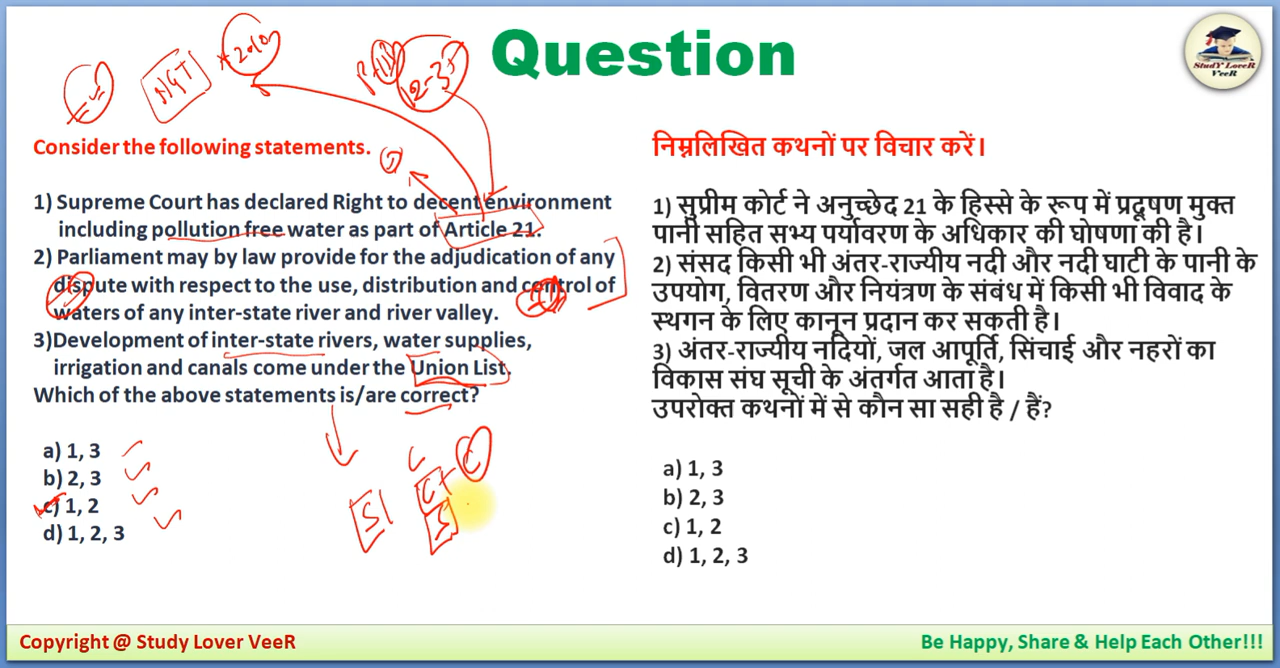 Question
StudY LoveR
VeeR
NGT
2010
12-35
Consider the following statements.
1) Supreme Court has declared Right to decent environment
including pollution free water as part of Article 21.
2) Parliament may by law provide for the adjudication of any
dispute with respect to the use, distribution and control of
waters of any inter-state river and river valley.
3)Development of inter-state rivers, water supplies,
irrigation and canals come under the Union List.
Which of the above statements is/are correct?
a) 1, 3
b) 2, 3
c) 1, 2
d) 1, 2, 3
निम्नलिखित कथनों पर विचार करें।
1) सुप्रीम कोर्ट ने अनुच्छेद 21 के हिस्से के रूप में प्रदूषण मुक्त
पानी सहित सभ्य पर्यावरण के अधिकार की घोषणा की है।
2) संसद किसी भी अंतर-राज्यीय नदी और नदी घाटी के पानी के
उपयोग, वितरण और नियंत्रण के संबंध में किसी भी विवाद के
स्थगन के लिए कानून प्रदान कर सकती है।
3) अंतर-राज्यीय नदियों, जल आपूर्ति, सिंचाई और नहरों का
विकास संघ सूची के अंतर्गत आता है।
उपरोक्त कथनों में से कौन सा सही है / हैं?
a) 1, 3
b) 2, 3
c) 1, 2
d) 1, 2, 3
Copyright @ Study Lover VeeR
Be Happy, Share & Help Each Other!!!